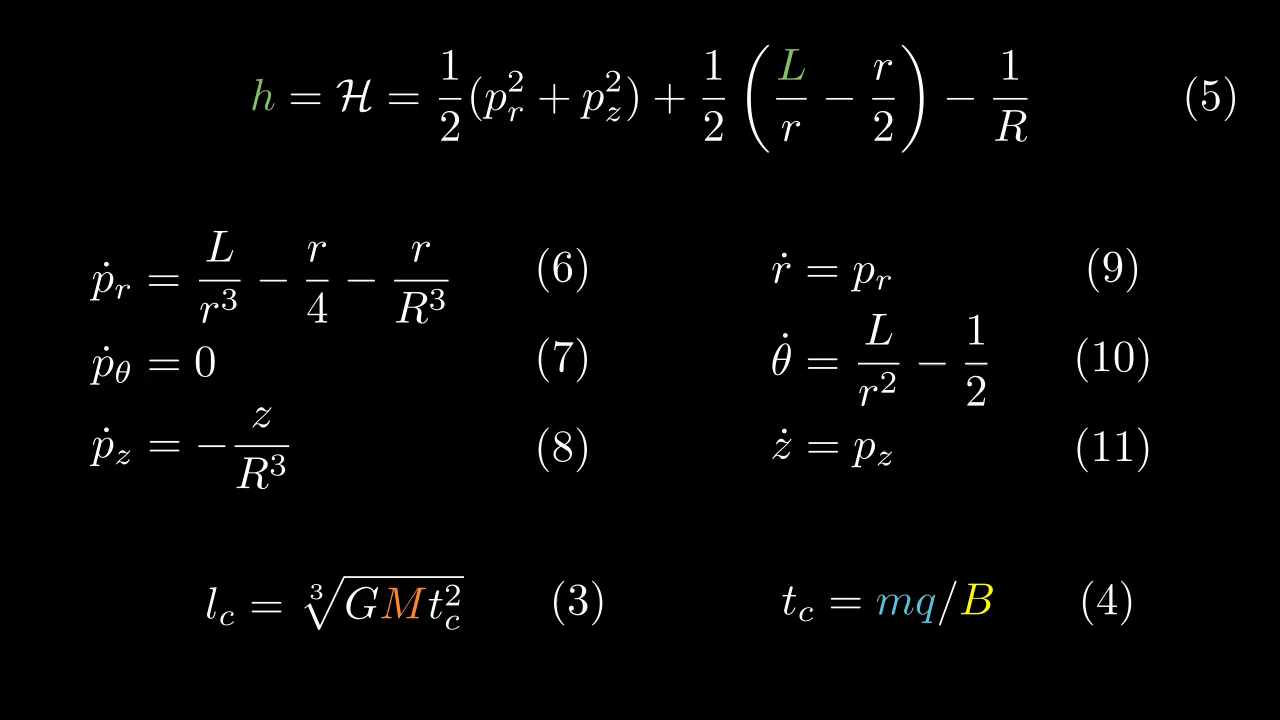 h = ℋ = 1/2 (p_r^2 + p_z^2) + 1/2 (L/r − r/2) − 1/R (5)
ṗ_r = L/r^3 − r/4 − r/R^3 (6) ṙ = p_r (9)
ṗ_θ = 0 (7) θ̇ = L/r^2 − 1/2 (10)
ṗ_z = −z/R^3 (8) ż = p_z (11)
l_c = ∛(GMt_c^2) (3) t_c = mq/B (4)